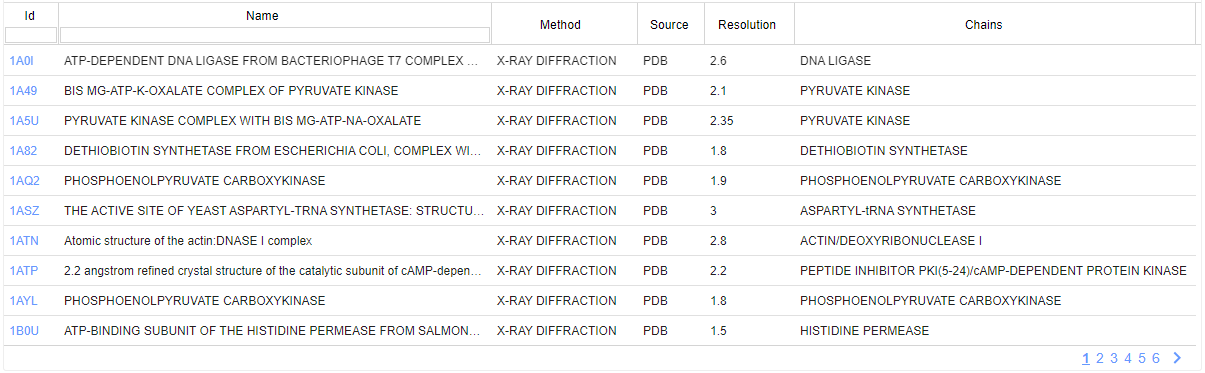 Id Name Method Source Resolution Chains
1A0I ATP-DEPENDENT DNA LIGASE FROM BACTERIOPHAGE T7 COMPLEX ... X-RAY DIFFRACTION PDB 2.6 DNA LIGASE
1A49 BIS MG-ATP-K-OXALATE COMPLEX OF PYRUVATE KINASE X-RAY DIFFRACTION PDB 2.1 PYRUVATE KINASE
1A5U PYRUVATE KINASE COMPLEX WITH BIS MG-ATP-NA-OXALATE X-RAY DIFFRACTION PDB 2.35 PYRUVATE KINASE
1A82 DETHIOBIOTIN SYNTHETASE FROM ESCHERICHIA COLI, COMPLEX WI... X-RAY DIFFRACTION PDB 1.8 DETHIOBIOTIN SYNTHETASE
1AQ2 PHOSPHOENOLPYRUVATE CARBOXYKINASE X-RAY DIFFRACTION PDB 1.9 PHOSPHOENOLPYRUVATE CARBOXYKINASE
1ASZ THE ACTIVE SITE OF YEAST ASPARTYL-TRNA SYNTHETASE: STRUCTU... X-RAY DIFFRACTION PDB 3 ASPARTYL-tRNA SYNTHETASE
1ATN Atomic structure of the actin:DNASE I complex X-RAY DIFFRACTION PDB 2.8 ACTIN/DEOXYRIBONUCLEASE I
1ATP 2.2 angstrom refined crystal structure of the catalytic subunit of cAMP-depen... X-RAY DIFFRACTION PDB 2.2 PEPTIDE INHIBITOR PKI(5-24)/cAMP-DEPENDENT PROTEIN KINASE
1AYL PHOSPHOENOLPYRUVATE CARBOXYKINASE X-RAY DIFFRACTION PDB 1.8 PHOSPHOENOLPYRUVATE CARBOXYKINASE
1B0U ATP-BINDING SUBUNIT OF THE HISTIDINE PERMEASE FROM SALMON... X-RAY DIFFRACTION PDB 1.5 HISTIDINE PERMEASE
1 2 3 4 5 6